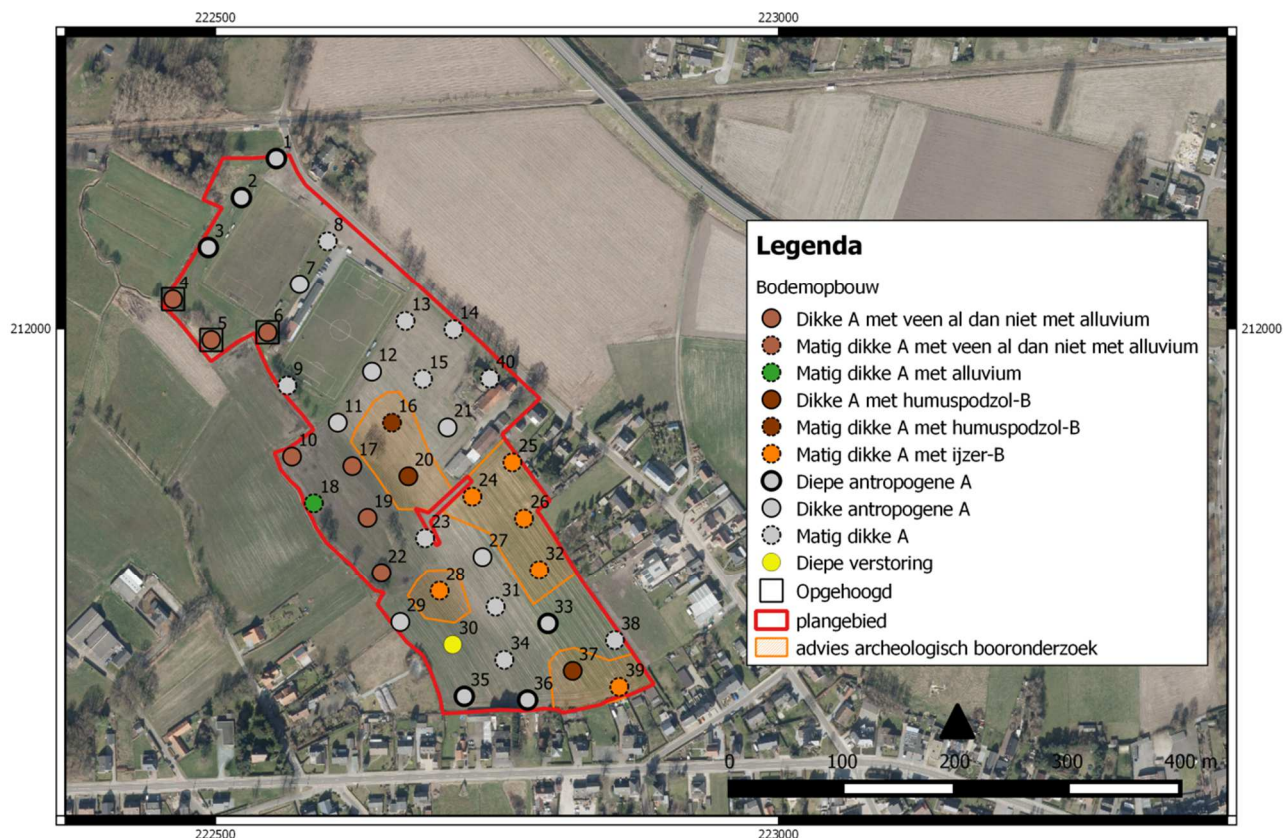 222500 223000
1
2
3
8
7
4
5
6
212000 212000
13
14
12
15
40
9
11
16
21
10
17
20
25
24
18
19
26
23
27
32
22
28
31
29
33
30
38
34
37
35
36
39
Legenda
Bodemopbouw
Dikke A met veen al dan niet met alluvium
Matig dikke A met veen al dan niet met alluvium
Matig dikke A met alluvium
Dikke A met humuspodzol-B
Matig dikke A met humuspodzol-B
Matig dikke A met ijzer-B
Diepe antropogene A
Dikke antropogene A
Matig dikke A
Diepe verstoring
Opgehoogd
plangebied
advies archeologisch booronderzoek
0 100 200 300 400 m
222500 223000